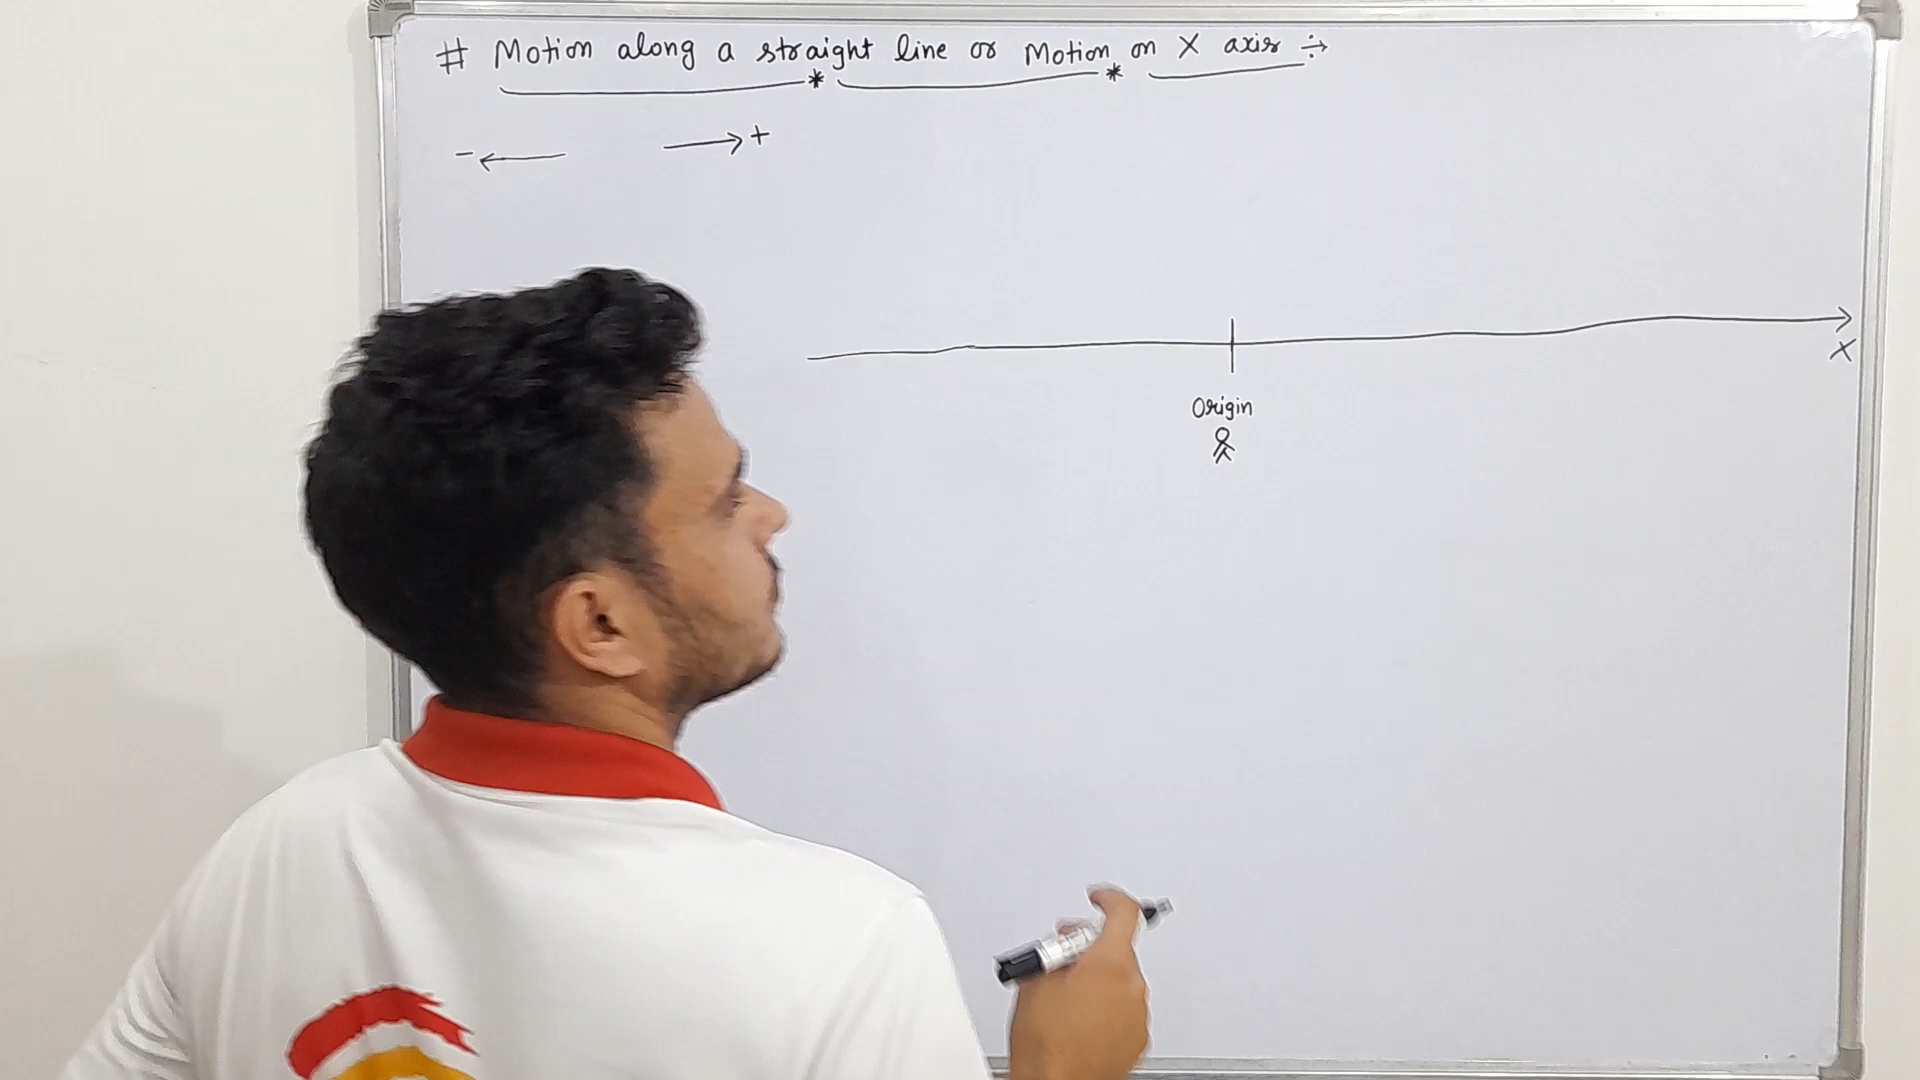 # Motion along a straight line or Motion on X axis ÷
- ← → +
X
Origin